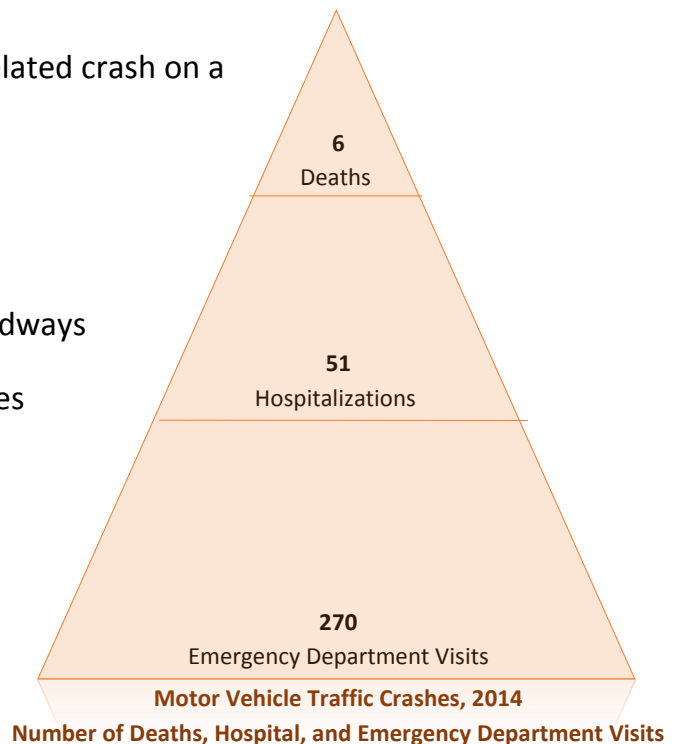 elated crash on a
6
Deaths
dways
51
es
Hospitalizations
270
Emergency Department Visits
Motor Vehicle Traffic Crashes, 2014
Number of Deaths, Hospital, and Emergency Department Visits